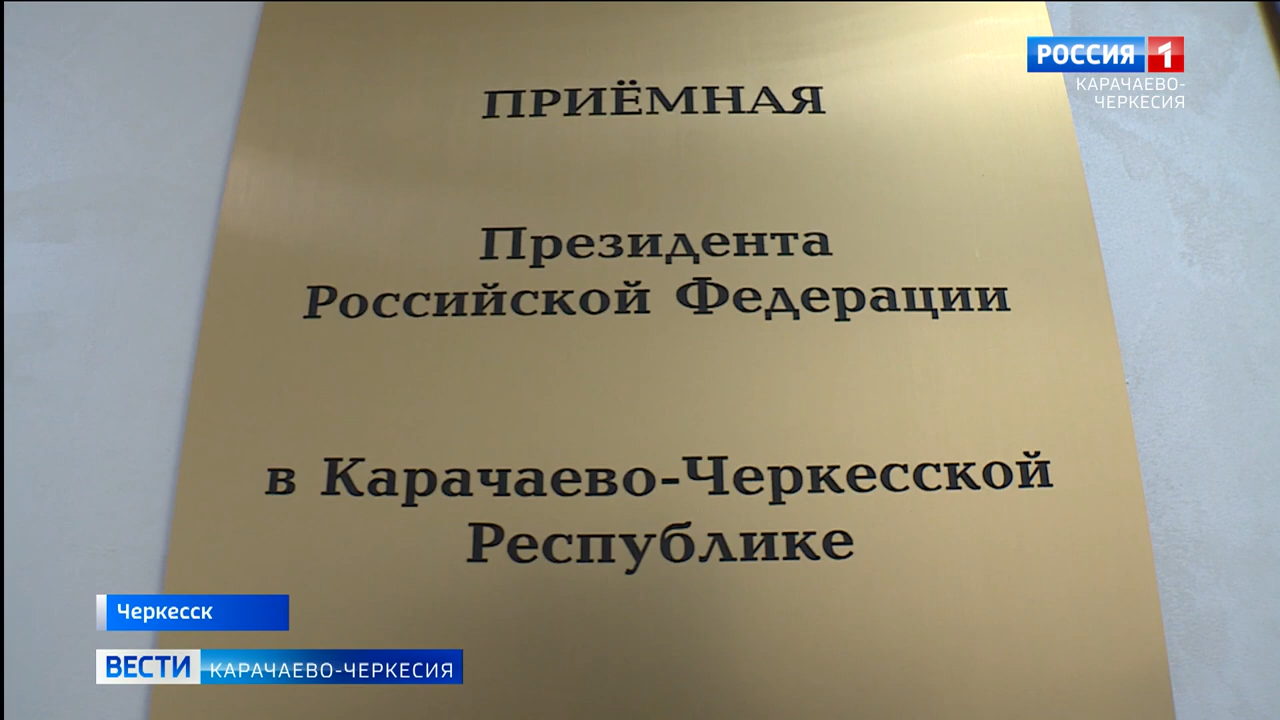 РОССИЯ 1
КАРАЧАЕВО-
ЧЕРКЕСИЯ
ПРИЁМНАЯ
Президента
Российской Федерации
в Карачаево-Черкесской
Республике
Черкесск
ВЕСТИ КАРАЧАЕВО-ЧЕРКЕСИЯ